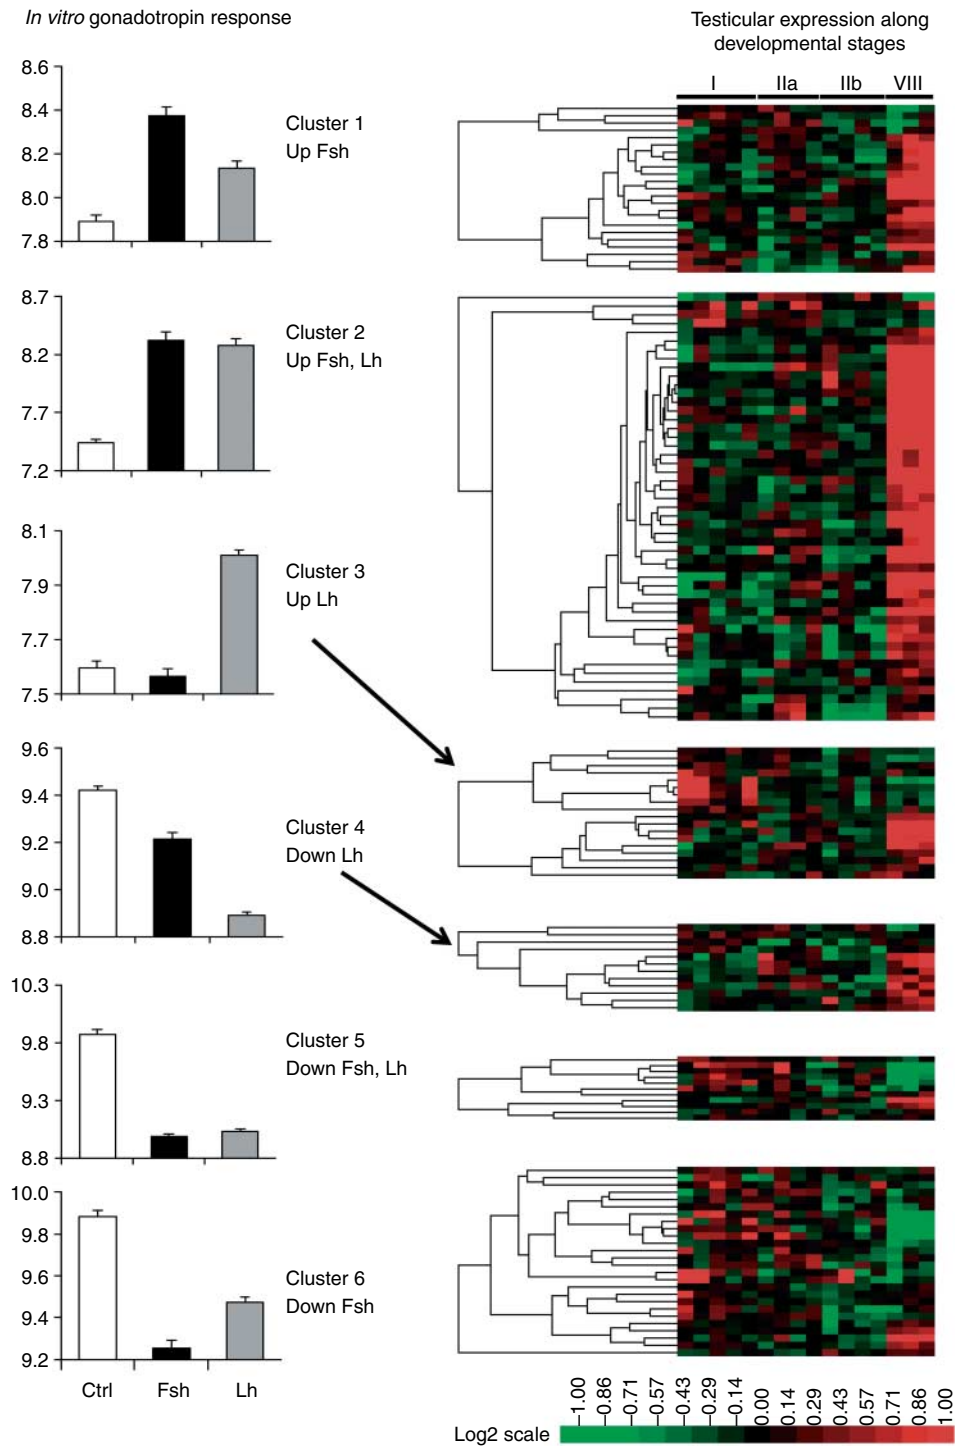 In vitro gonadotropin response
Testicular expression along
developmental stages
I IIa IIb VIII
8.6
8.4
8.2
8.0
7.8
Cluster 1
Up Fsh
8.7
8.2
7.7
7.2
Cluster 2
Up Fsh, Lh
8.1
7.9
7.7
7.5
Cluster 3
Up Lh
9.6
9.4
9.2
9.0
8.8
Cluster 4
Down Lh
10.3
9.8
9.3
8.8
Cluster 5
Down Fsh, Lh
10.0
9.8
9.6
9.4
9.2
Cluster 6
Down Fsh
Ctrl Fsh Lh
−1.00
−0.86
−0.71
−0.57
−0.43
−0.29
−0.14
0.00
0.14
0.29
0.43
0.57
0.71
0.86
1.00
Log2 scale